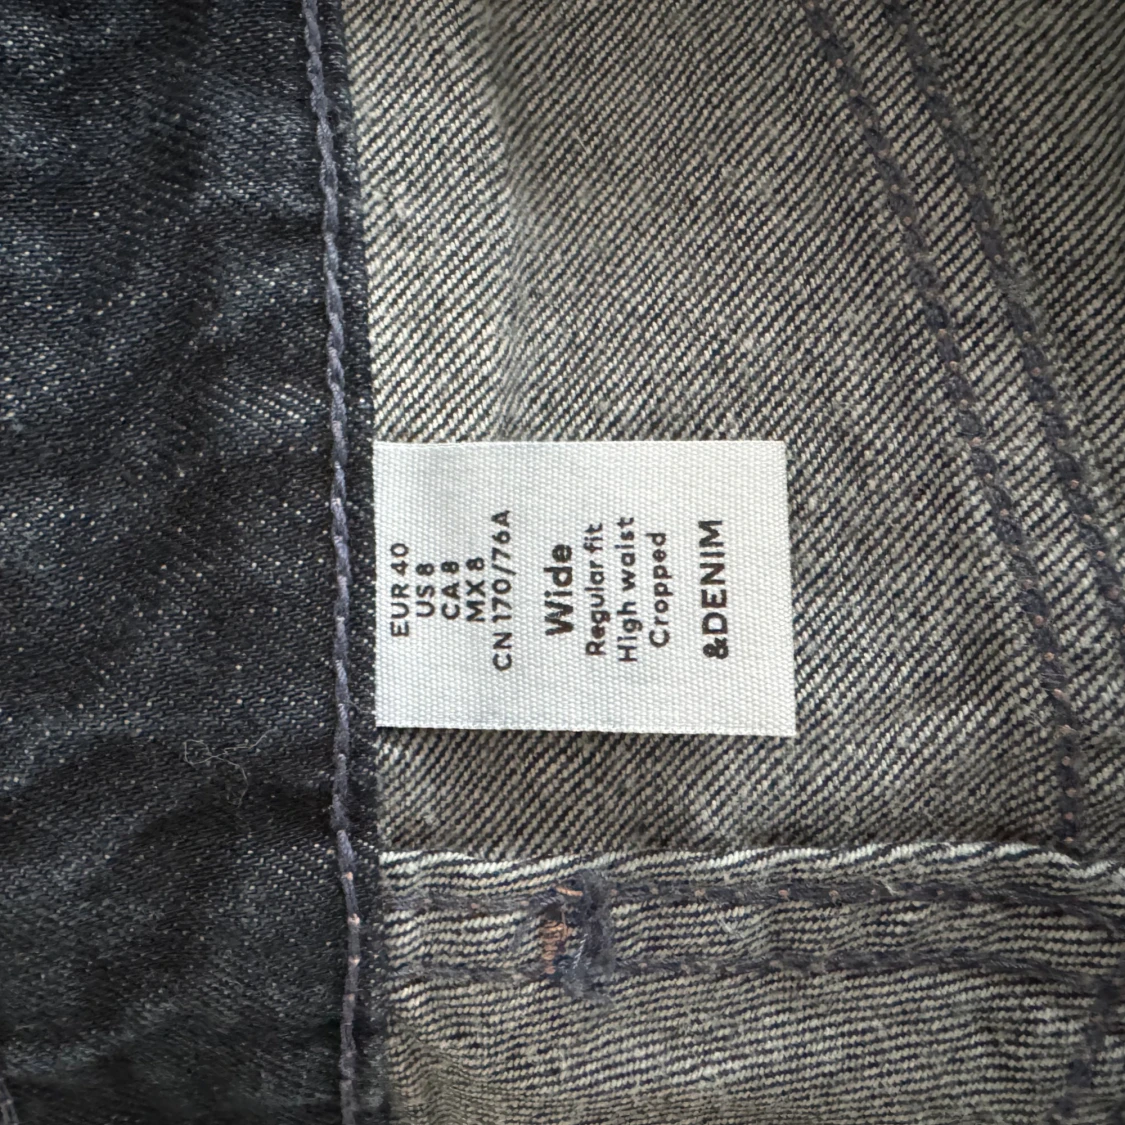 EUR 40
US 8
CA 8
MX 8
CN 170/76A
Wide
Regular fit
High waist
Cropped
&DENIM